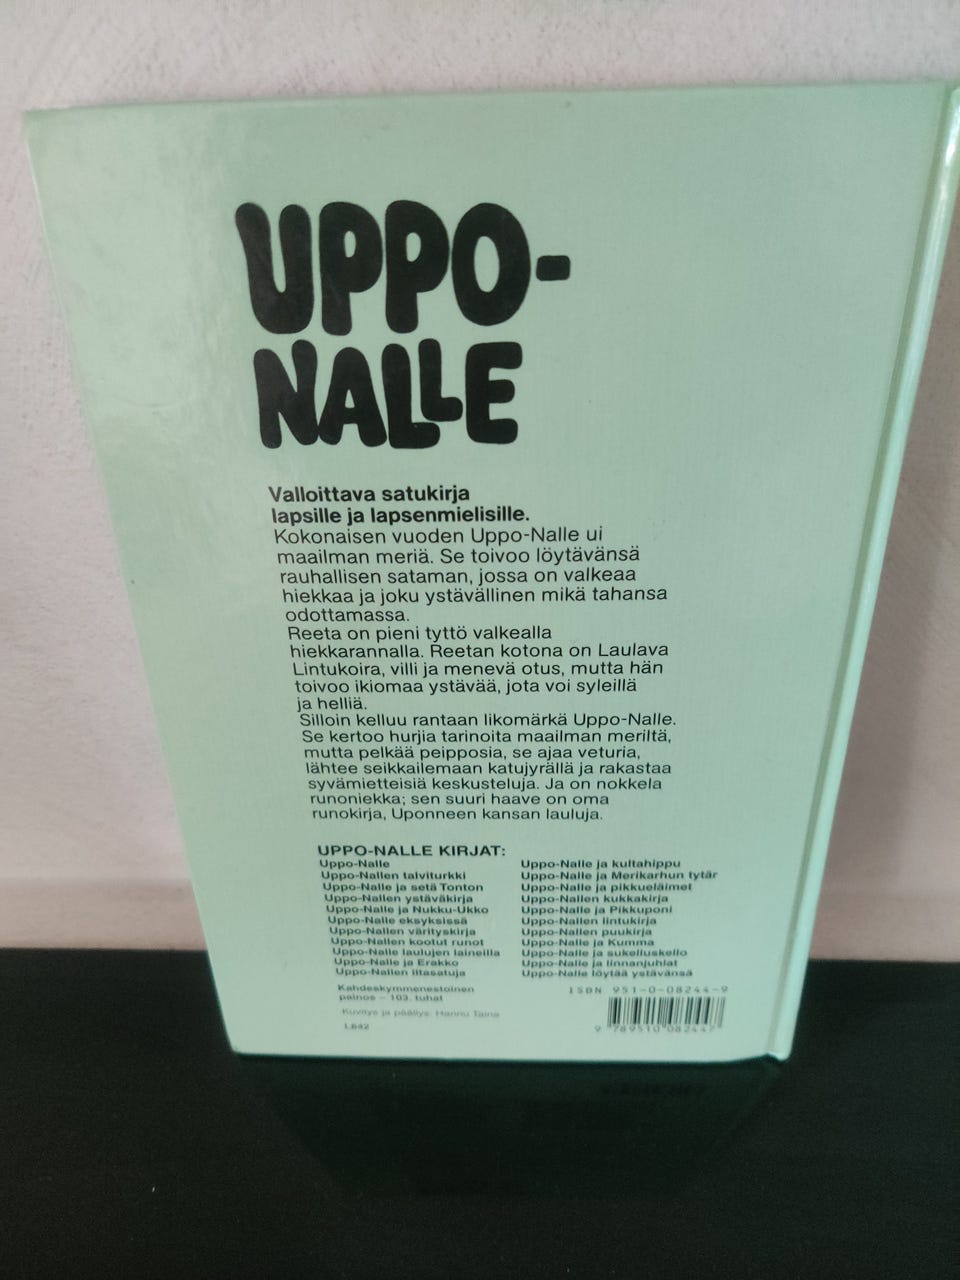 UPPO-
NALLE
Valloittava satukirja
lapsille ja lapsenmielisille.
Kokonaisen vuoden Uppo-Nalle ui
maailman meriä. Se toivoo löytävänsä
rauhallisen sataman, jossa on valkeaa
hiekkaa ja joku ystävällinen mikä tahansa
odottamassa.
Reeta on pieni tyttö valkealla
hiekkarannalla. Reetan kotona on Laulava
Lintukoira, villi ja menevä otus, mutta hän
toivoo ikiomaa ystävää, jota voi syleillä
ja helliä.
Silloin kelluu rantaan likomärkä Uppo-Nalle.
Se kertoo hurjia tarinoita maailman meriltä,
mutta pelkää peipposia, se ajaa veturia,
lähtee seikkailemaan katujyrällä ja rakastaa
syvämietteisiä keskusteluja. Ja on nokkela
runoniekka; sen suuri haave on oma
runokirja, Uponneen kansan lauluja.
UPPO-NALLE KIRJAT:
Uppo-Nalle
Uppo-Nallen talviturkki
Uppo-Nalle ja setä Tonton
Uppo-Nallen ystäväkirja
Uppo-Nalle ja Nukku-Ukko
Uppo-Nalle eksyksissä
Uppo-Nallen värityskirja
Uppo-Nallen kootut runot
Uppo-Nalle laulujen laineilla
Uppo-Nalle ja Erakko
Uppo-Nallen iltasatuja
Uppo-Nalle ja kultahippu
Uppo-Nalle ja Merikarhun tytär
Uppo-Nalle ja pikkueläimet
Uppo-Nallen kukkakirja
Uppo-Nalle ja Pikkuponi
Uppo-Nallen lintukirja
Uppo-Nallen puukirja
Uppo-Nalle ja Kumma
Uppo-Nalle ja sukelluskello
Uppo-Nalle ja linnanjuhlat
Uppo-Nalle löytää ystävänsä
Kahdeskymmenestoinen
painos – 103. tuhat
Kuvitus ja päällys: Hannu Taina
L842
ISBN 951-0-08244-9
9 789510 082447